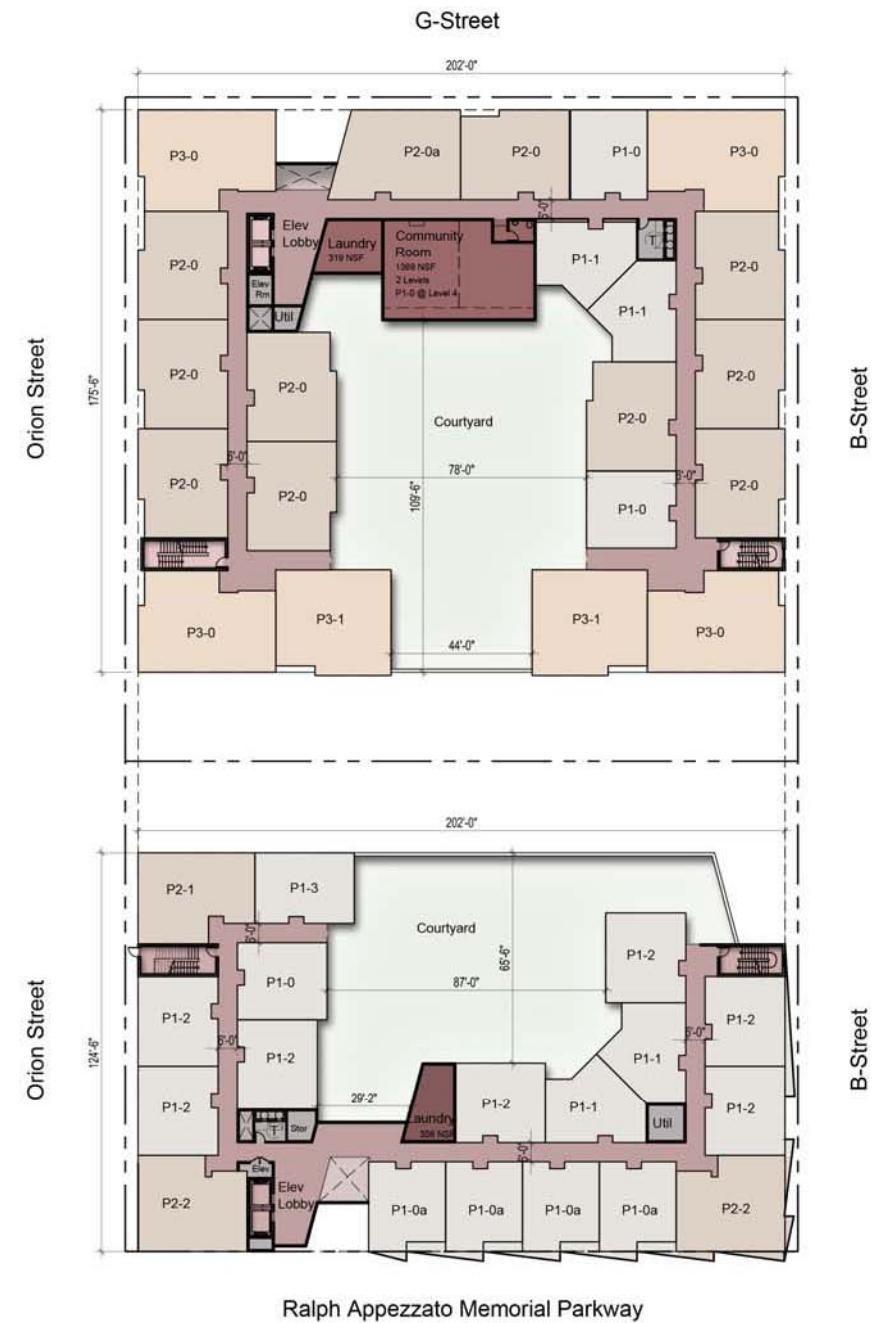 G-Street
202'-0"
P3-0
P2-0a
P2-0
P1-0
P3-0
6'-0"
Elev
Lobby
Laundry
319 NSF
Community
Room
1369 NSF
2 Levels
P1-0 @ Level 4
T
P1-1
P2-0
P2-0
Elev
Rm
Util
P1-1
175'-6"
Orion Street
B-Street
P2-0
P2-0
P2-0
P2-0
Courtyard
P2-0
6'-0"
P2-0
78'-0"
109'-6"
6'-0"
P2-0
P1-0
P3-0
P3-1
44'-0"
P3-1
P3-0
202'-0"
P2-1
P1-3
Courtyard
6'-0"
65'-6"
P1-2
P1-0
87'-0"
P1-2
P1-2
6'-0"
P1-2
P1-1
6'-0"
124'-6"
Orion Street
B-Street
P1-2
29'-2"
P1-2
P1-1
P1-2
T
Stor
Laundry
Util
6'-0"
Elev
Elev
Lobby
P2-2
P1-0a
P1-0a
P1-0a
P1-0a
P2-2
Ralph Appezzato Memorial Parkway